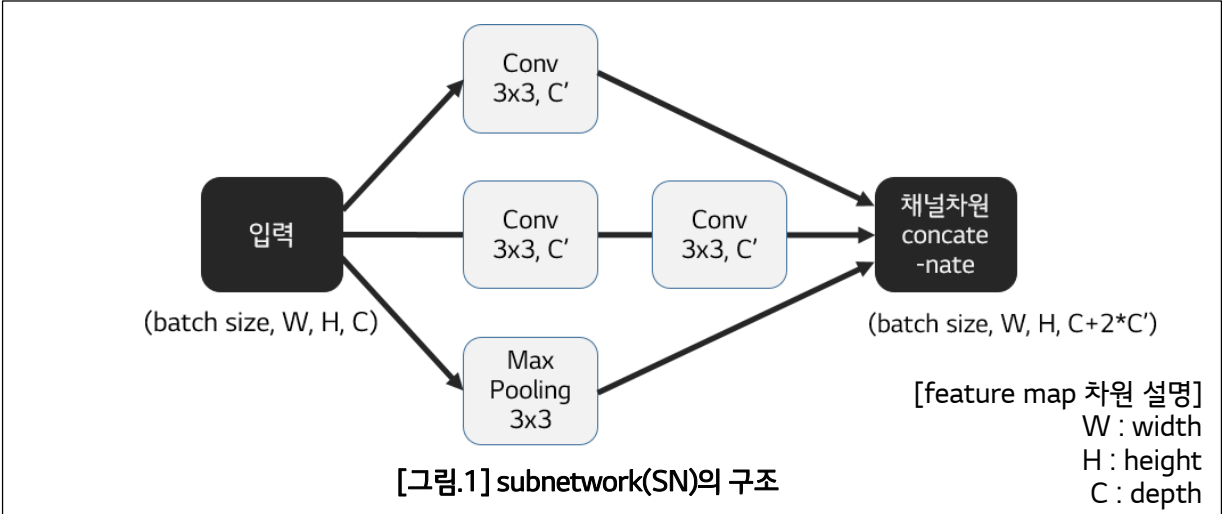 Conv
3x3, C’
입력
(batch size, W, H, C)
Conv
3x3, C’
Conv
3x3, C’
Max
Pooling
3x3
채널차원
concate
-nate
(batch size, W, H, C+2*C’)
[feature map 차원 설명]
W : width
H : height
C : depth
[그림.1] subnetwork(SN)의 구조